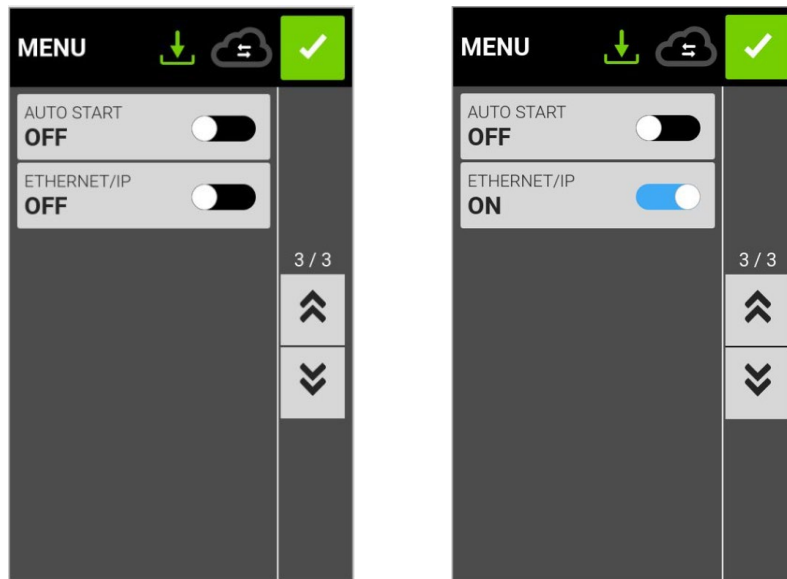 MENU
AUTO START
OFF
ETHERNET/IP
OFF
3 / 3
MENU
AUTO START
OFF
ETHERNET/IP
ON
3 / 3